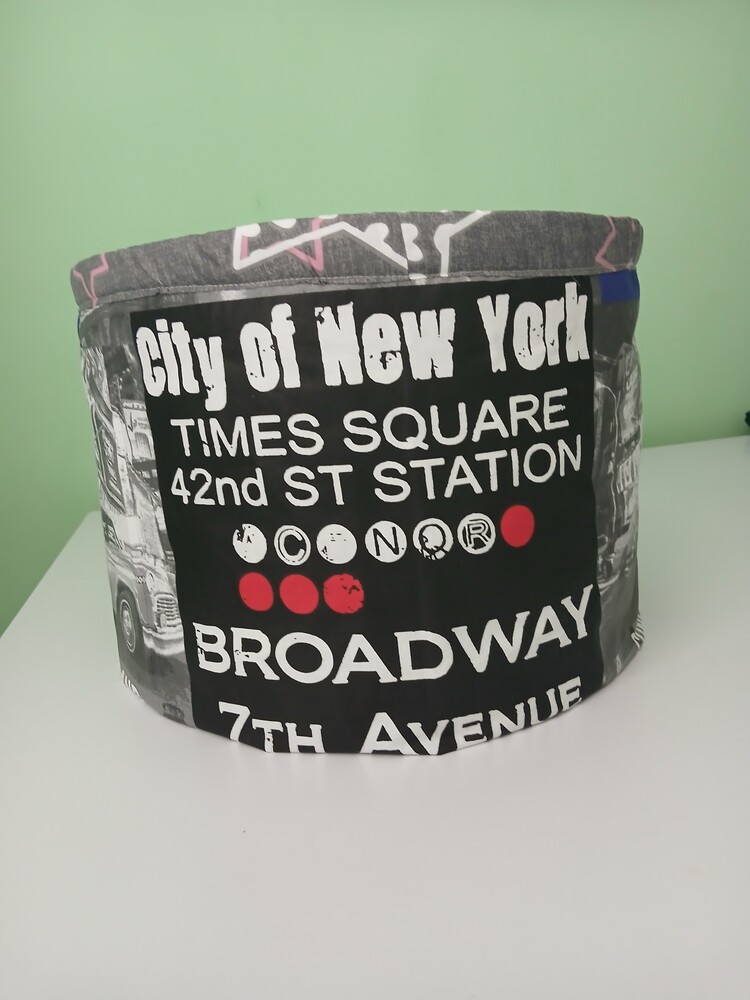 City of New York
TIMES SQUARE
42nd ST STATION
A C N Q R
BROADWAY
7TH AVENUE